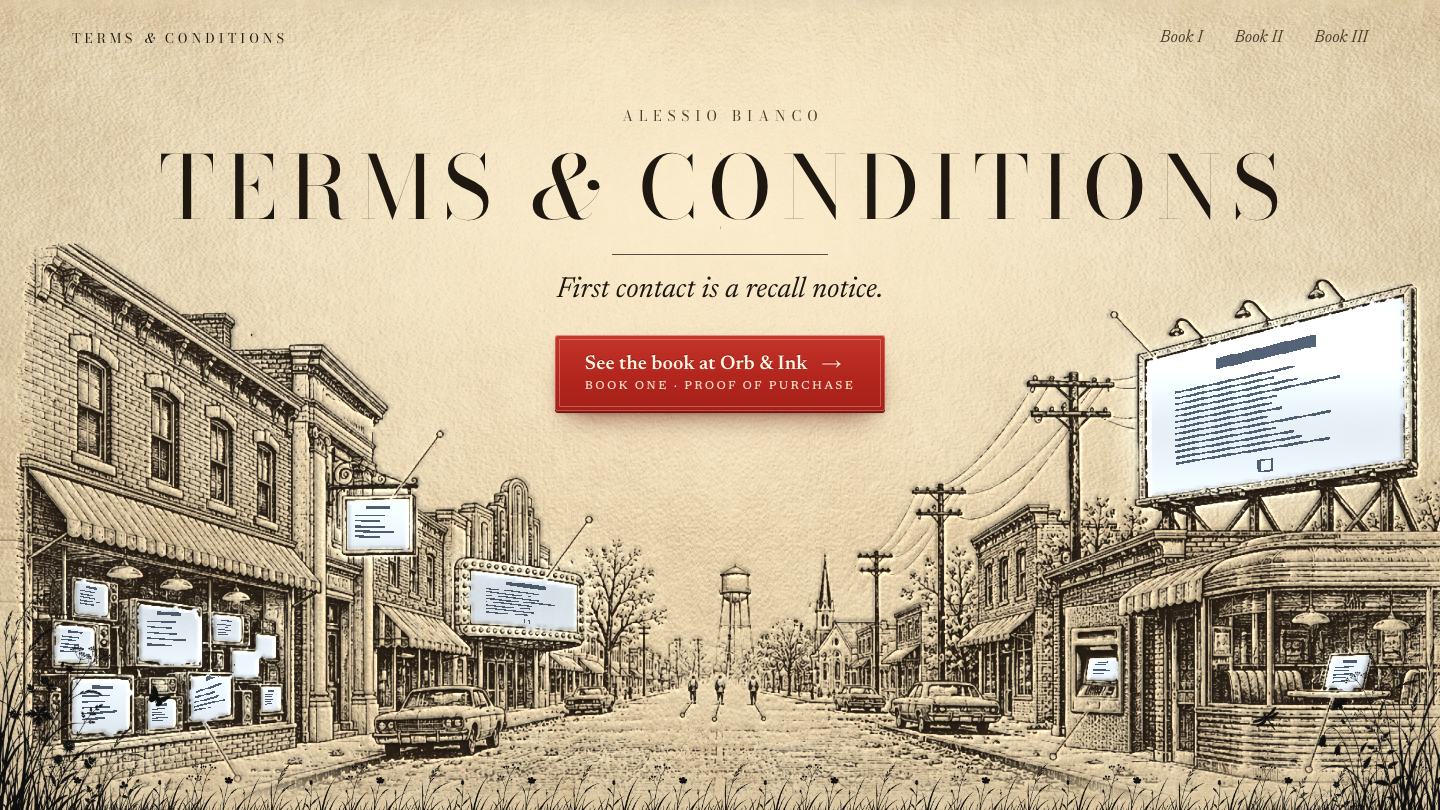 TERMS & CONDITIONS
Book I
Book II
Book III
ALESSIO BIANCO
TERMS & CONDITIONS
First contact is a recall notice.
See the book at Orb & Ink →
BOOK ONE · PROOF OF PURCHASE